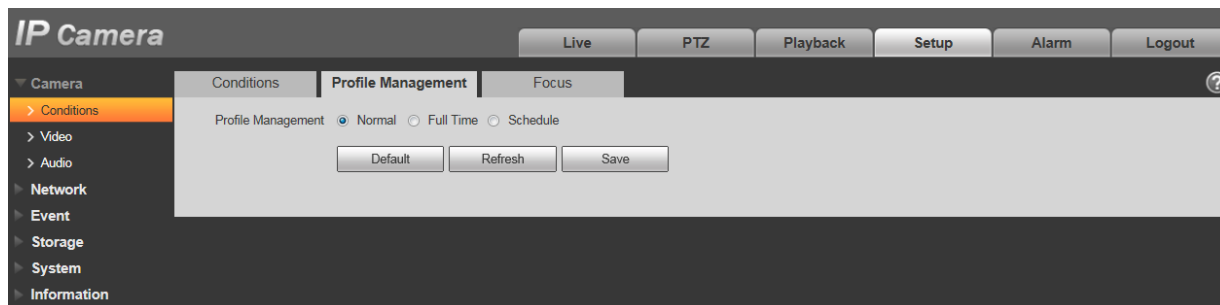 IP Camera
Live
PTZ
Playback
Setup
Alarm
Logout
Camera
Conditions
Video
Audio
Network
Event
Storage
System
Information
Conditions
Profile Management
Focus
?
Profile Management Normal Full Time Schedule
Default
Refresh
Save